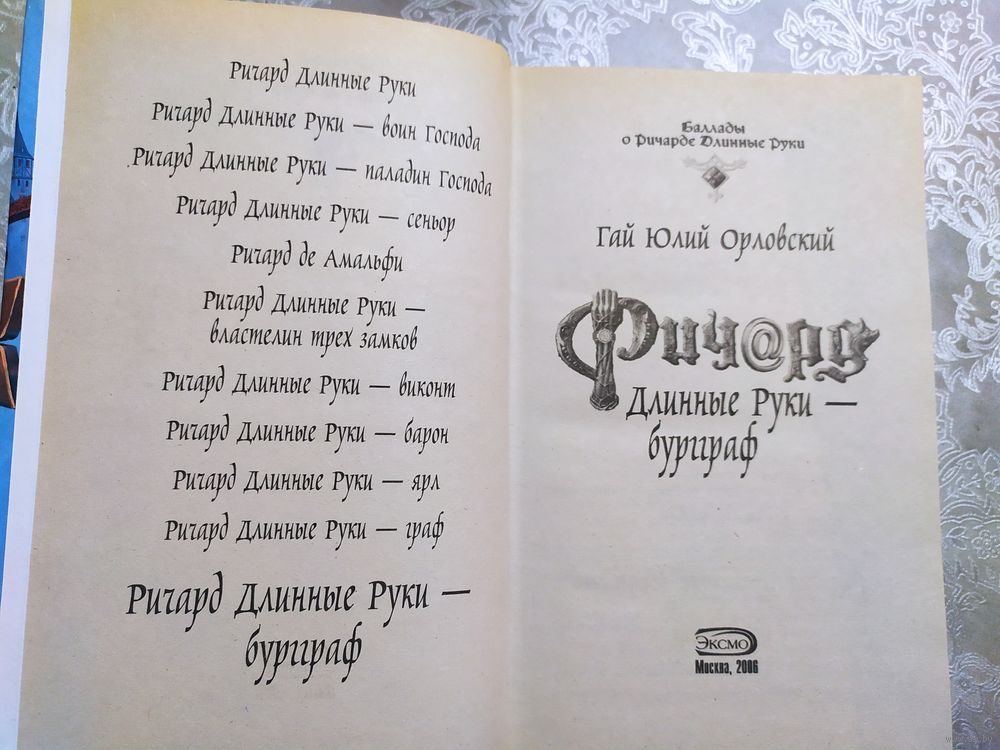 Ричард Длинные Руки
Ричард Длинные Руки — воин Господа
Ричард Длинные Руки — паладин Господа
Ричард Длинные Руки — сеньор
Ричард де Амальфи
Ричард Длинные Руки —
властелин трех замков
Ричард Длинные Руки — виконт
Ричард Длинные Руки — барон
Ричард Длинные Руки — ярл
Ричард Длинные Руки — граф
Ричард Длинные Руки —
бургграф
Баллады
о Ричарде Длинные Руки
Гай Юлий Орловский
Рич@рд
Длинные Руки —
бургграф
ЭКСМО
Москва, 2006